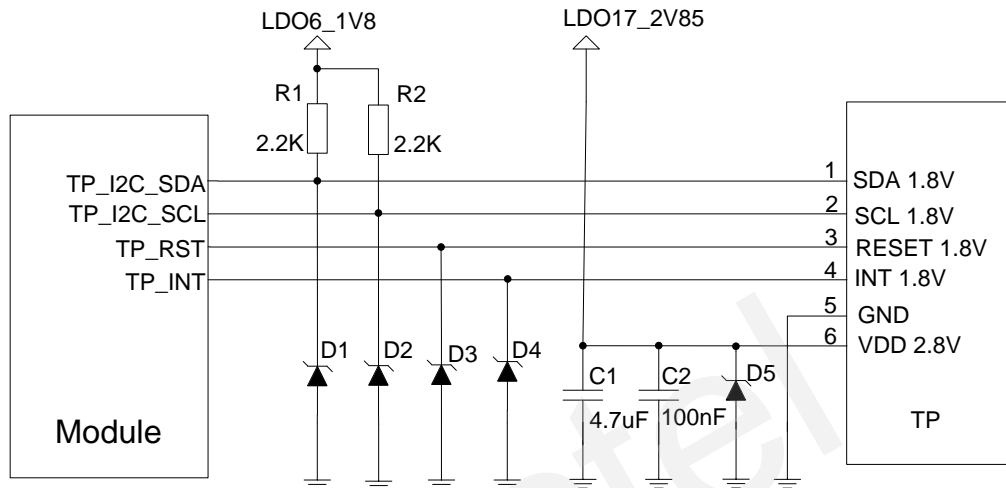 LDO6_1V8
LDO17_2V85
R1
R2
2.2K
2.2K
TP_I2C_SDA
TP_I2C_SCL
TP_RST
TP_INT
1
SDA 1.8V
2
SCL 1.8V
3
RESET 1.8V
4
INT 1.8V
5
GND
6
VDD 2.8V
D1
D2
D3
D4
C1
C2
D5
4.7uF
100nF
Module
TP